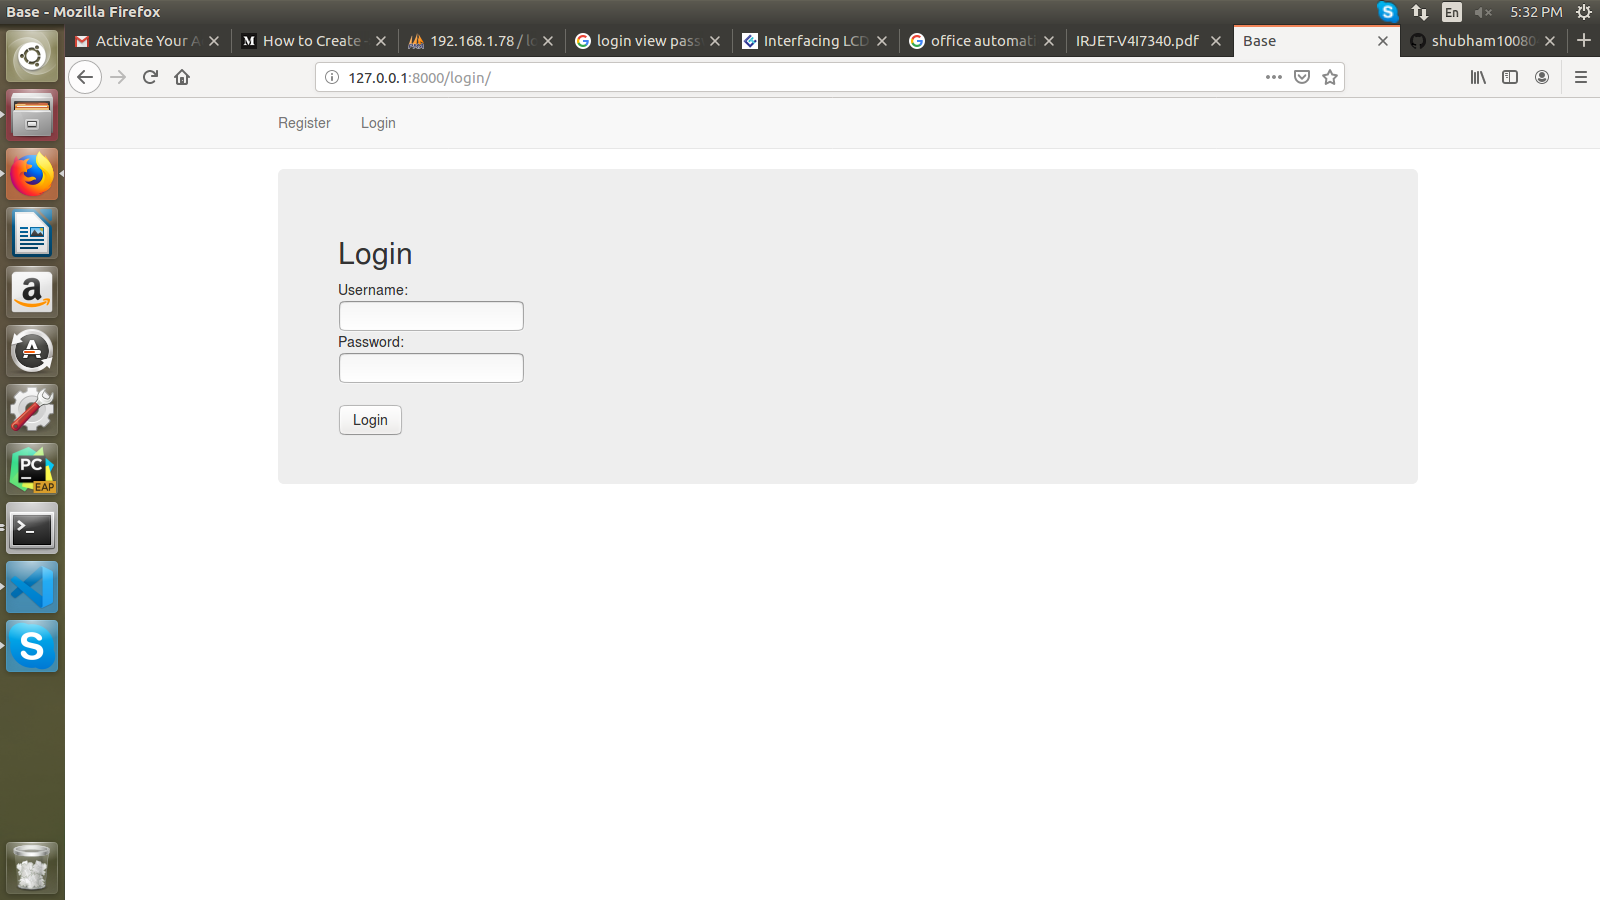 Base - Mozilla Firefox
S
En
5:32 PM
Activate Your A
M How to Create
192.168.1.78 / lo
login view pass
Interfacing LCD
office automat
IRJET-V4I7340.pdf
Base
shubham10080
127.0.0.1:8000/login/
Register Login
Login
Username:
Password:
Login
a
A
PC
EAP
>_
S